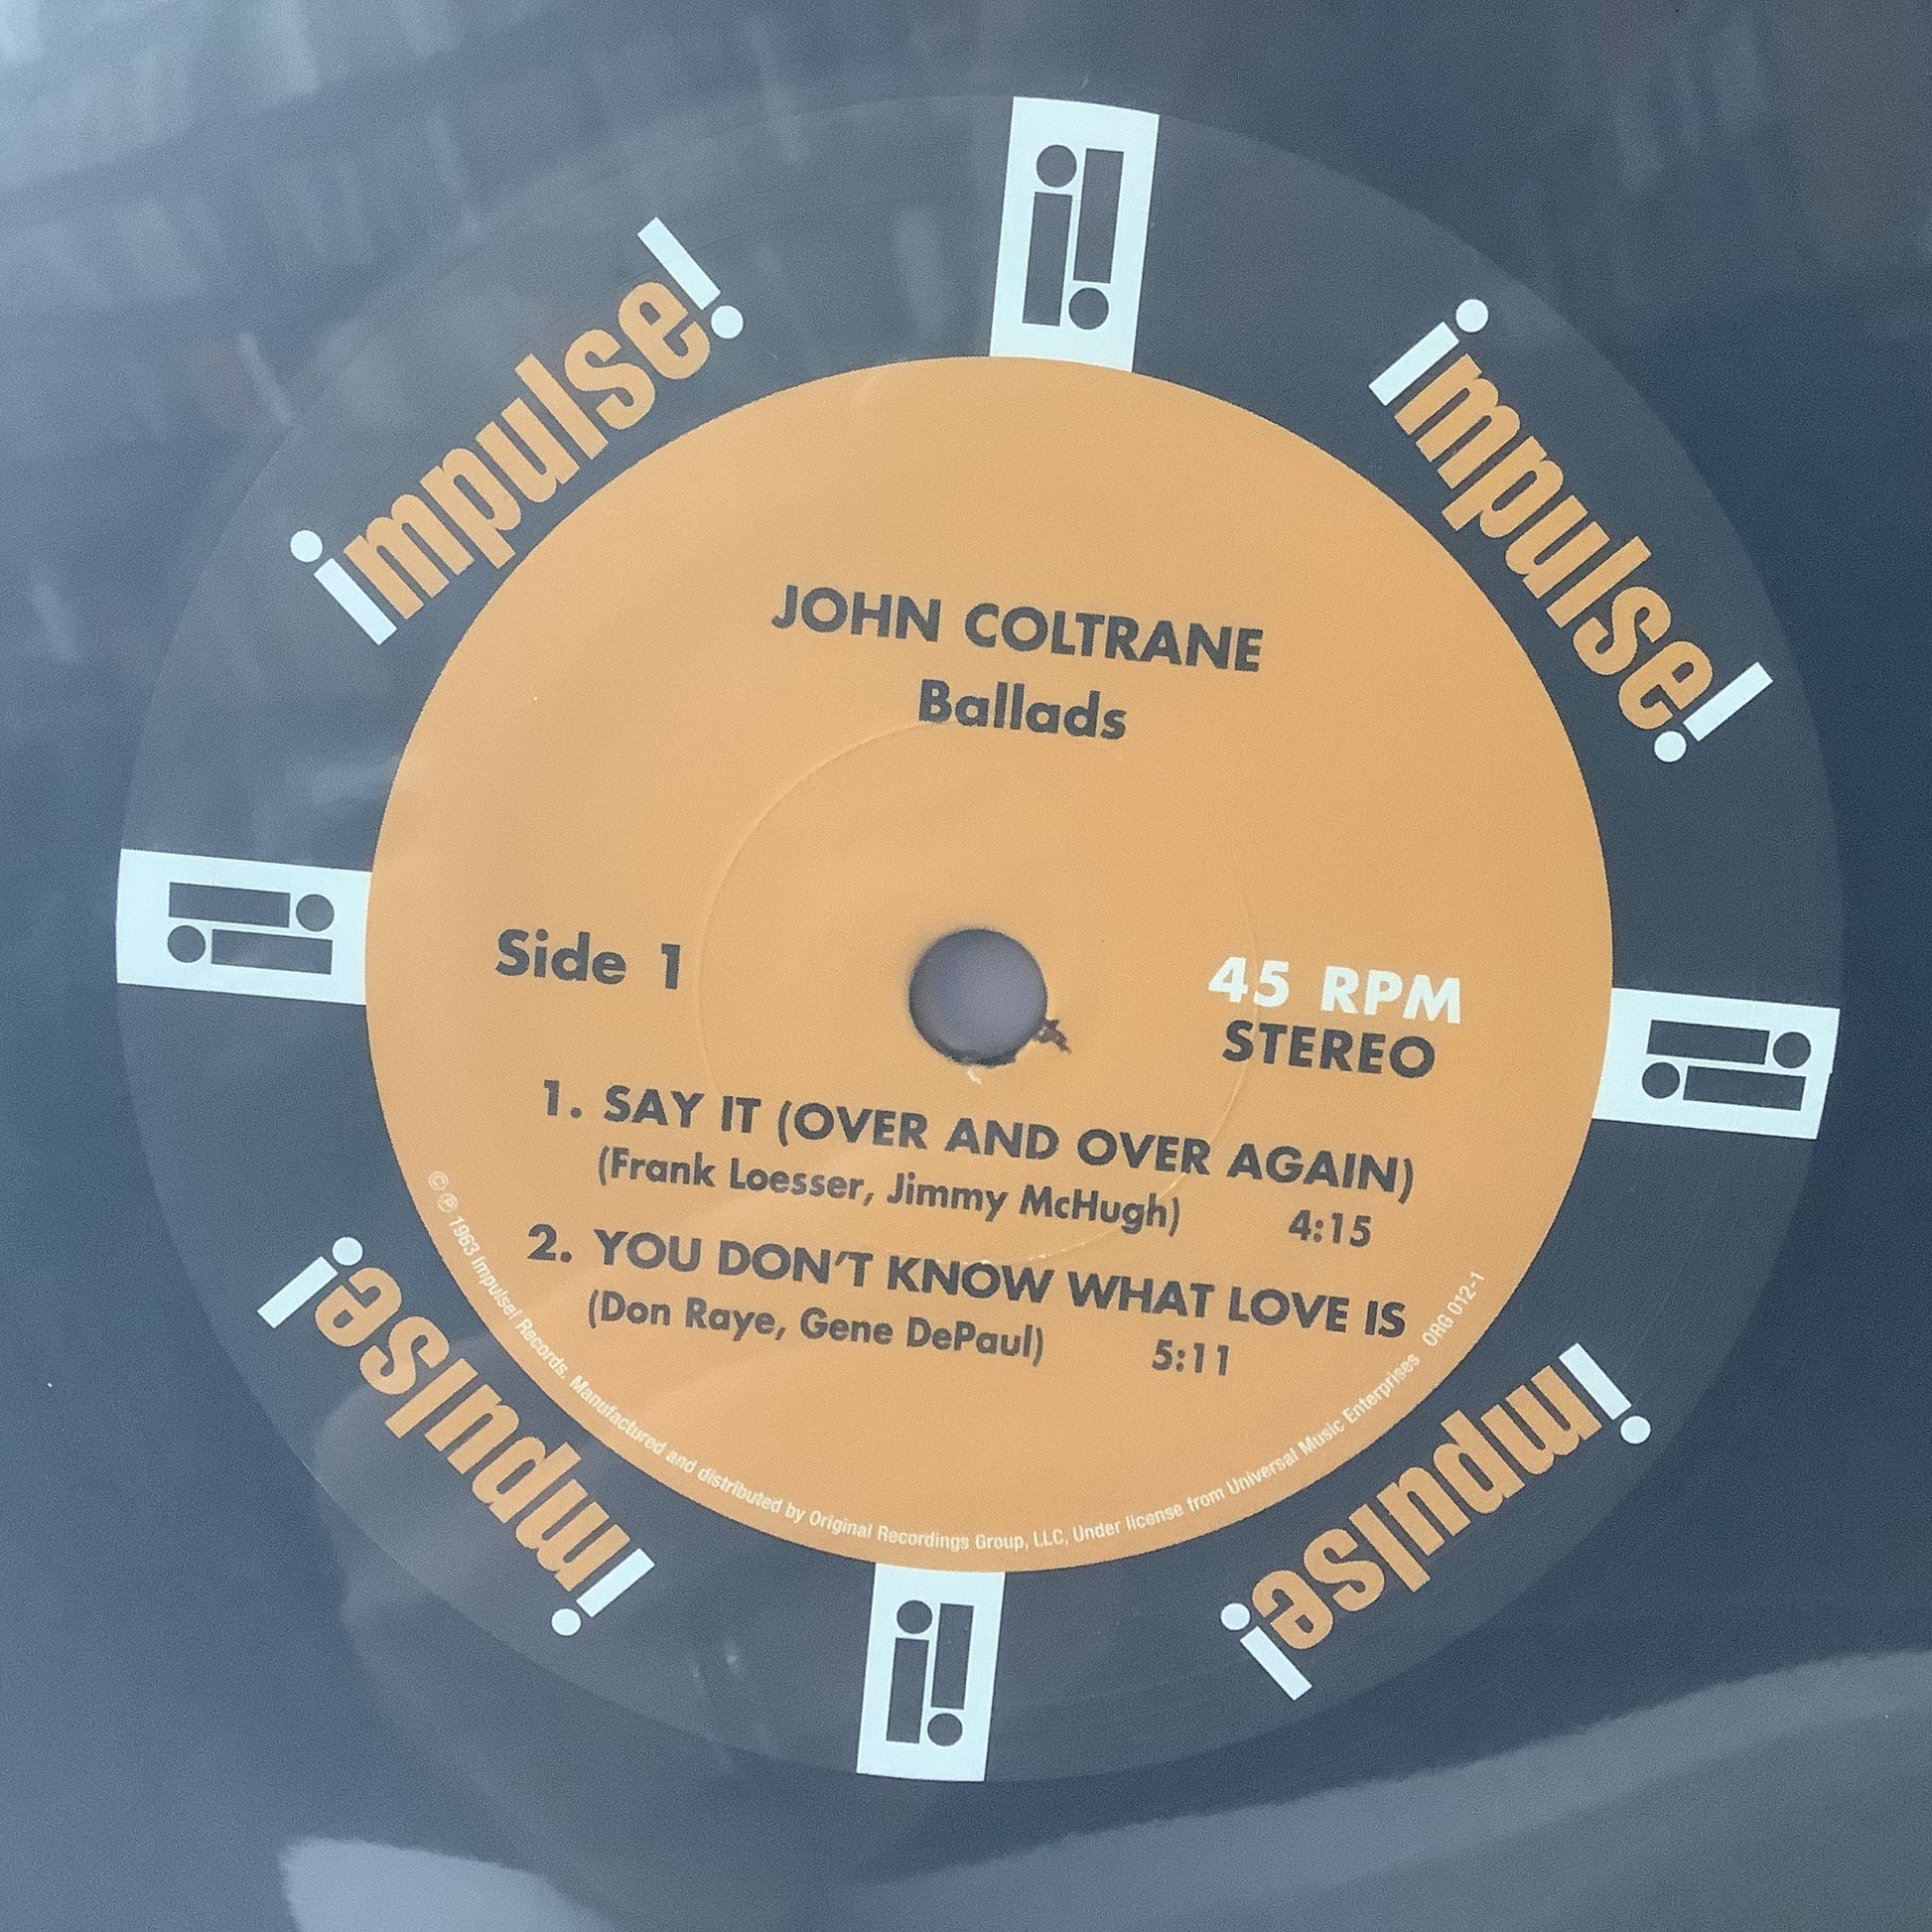 impulse!
impulse!
JOHN COLTRANE
Ballads
Side 1
45 RPM
STEREO
1. SAY IT (OVER AND OVER AGAIN)
(Frank Loesser, Jimmy McHugh) 4:15
2. YOU DON'T KNOW WHAT LOVE IS
(Don Raye, Gene DePaul) 5:11
© ℗ 1963 Impulse! Records. Manufactured and distributed by Original Recordings Group, LLC, Under license from Universal Music Enterprises ORG 012-1
impulse!
impulse!